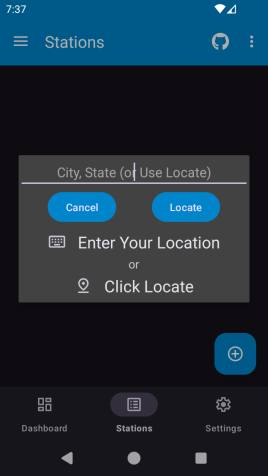 7:37
Stations
City, State (or Use Locate)
Cancel Locate
Enter Your Location
or
Click Locate
Dashboard Stations Settings